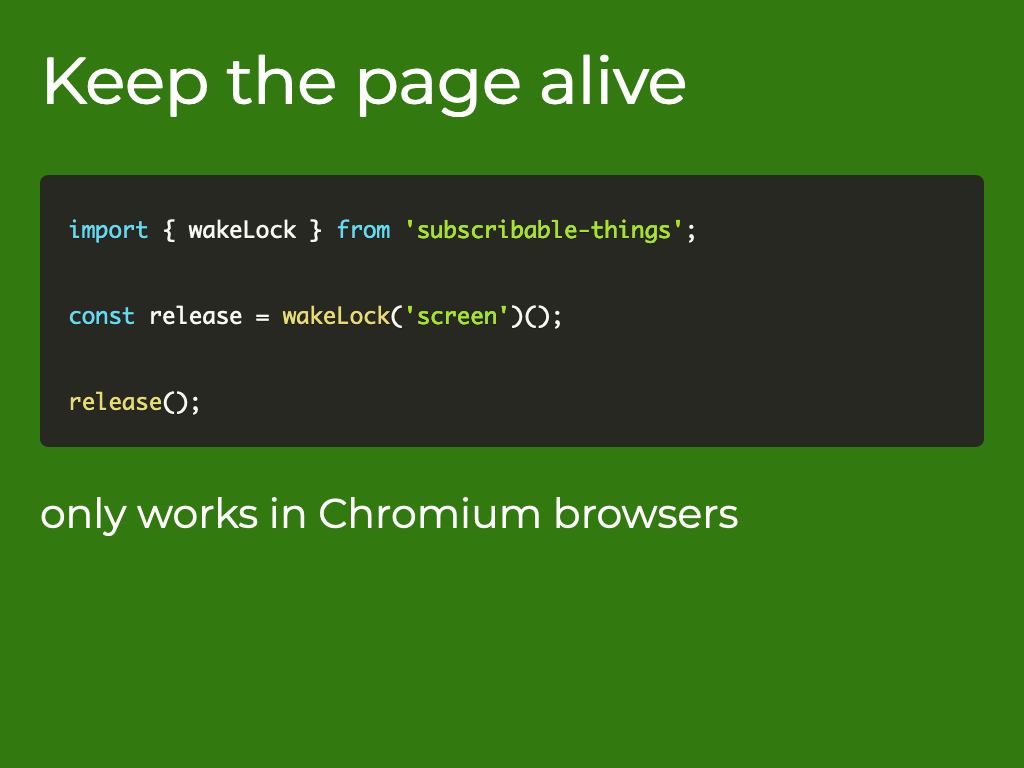 Keep the page alive
import { wakeLock } from 'subscribable-things';
const release = wakeLock('screen')();
release();
only works in Chromium browsers